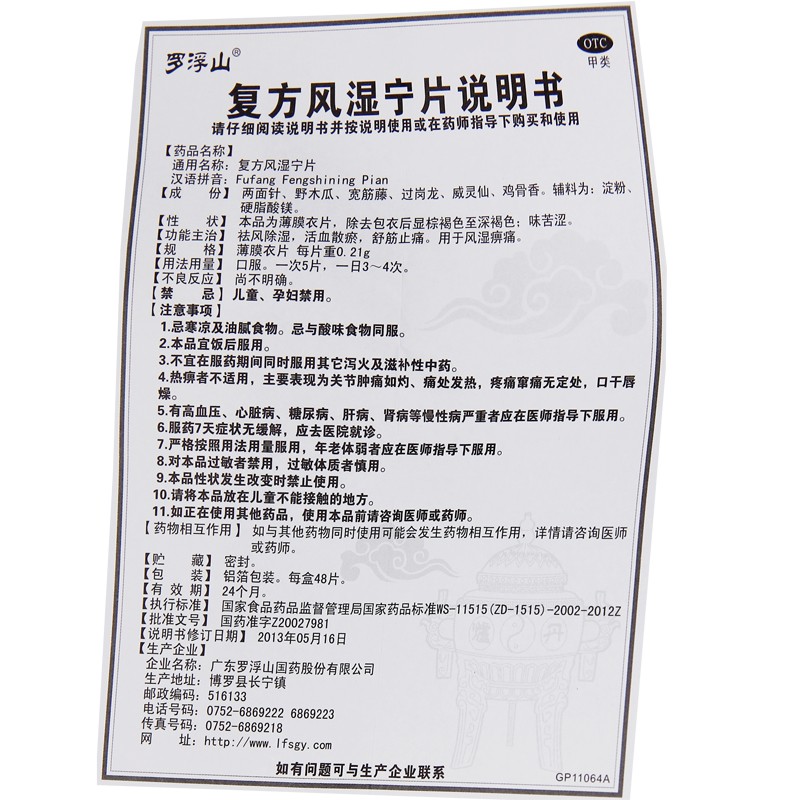 罗浮山®
OTC
甲类
复方风湿宁片说明书
请仔细阅读说明书并按说明使用或在药师指导下购买和使用
【药品名称】
通用名称：复方风湿宁片
汉语拼音：Fufang Fengshining Pian
【成　份】 两面针、野木瓜、宽筋藤、过岗龙、威灵仙、鸡骨香。辅料为：淀粉、
硬脂酸镁。
【性　状】 本品为薄膜衣片，除去包衣后显棕褐色至深褐色；味苦涩。
【功能主治】 祛风除湿，活血散瘀，舒筋止痛。用于风湿痹痛。
【规　格】 薄膜衣片 每片重0.21g
【用法用量】 口服。一次5片，一日3～4次。
【不良反应】 尚不明确。
【禁　忌】 儿童、孕妇禁用。
【注意事项】
1.忌寒凉及油腻食物。忌与酸味食物同服。
2.本品宜饭后服用。
3.不宜在服药期间同时服用其它泻火及滋补性中药。
4.热痹者不适用，主要表现为关节肿痛如灼、痛处发热，疼痛窜痛无定处，口干唇
燥。
5.有高血压、心脏病、糖尿病、肝病、肾病等慢性病严重者应在医师指导下服用。
6.服药7天症状无缓解，应去医院就诊。
7.严格按照用法用量服用，年老体弱者应在医师指导下服用。
8.对本品过敏者禁用，过敏体质者慎用。
9.本品性状发生改变时禁止使用。
10.请将本品放在儿童不能接触的地方。
11.如正在使用其他药品，使用本品前请咨询医师或药师。
【药物相互作用】 如与其他药物同时使用可能会发生药物相互作用，详情请咨询医师
或药师。
【贮　藏】 密封。
【包　装】 铝箔包装。每盒48片。
【有 效 期】 24个月。
【执行标准】 国家食品药品监督管理局国家药品标准WS-11515(ZD-1515)-2002-2012Z
【批准文号】 国药准字Z20027981
【说明书修订日期】 2013年05月16日
【生产企业】
企业名称：广东罗浮山国药股份有限公司
生产地址：博罗县长宁镇
邮政编码：516133
电话号码：0752-6869222 6869223
传真号码：0752-6869218
网　址：http://www.lfsgy.com
如有问题可与生产企业联系
GP11064A